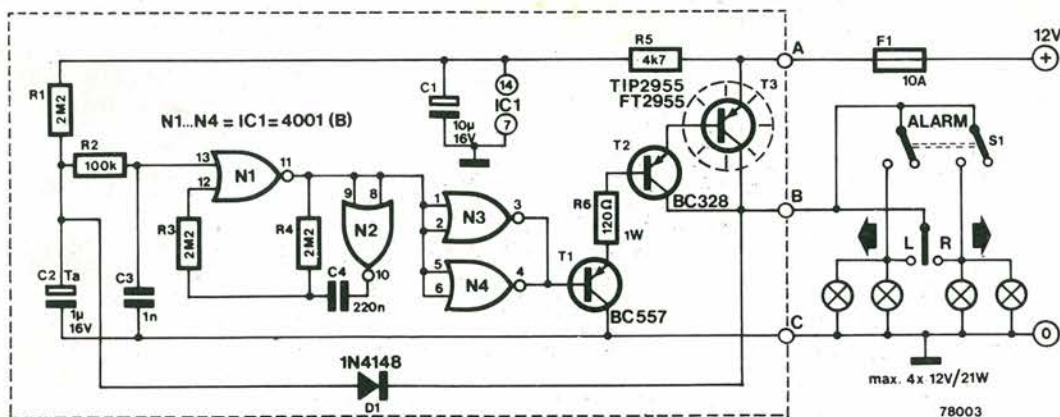 R5
4k7
A
F1
10A
12V
+
R1
2M2
C1
10µ
16V
14
IC1
7
TIP2955
FT2955
T3
N1...N4 = IC1 = 4001 (B)
R2
100k
13
12
N1
11
9
8
N2
10
R3
2M2
R4
2M2
C4
220n
1
2
N3
3
5
6
N4
4
T2
BC328
R6
120Ω
1W
T1
BC557
ALARM
S1
B
L
R
C2
Ta
1µ
16V
C3
1n
C
0
1N4148
D1
max. 4x 12V/21W
78003